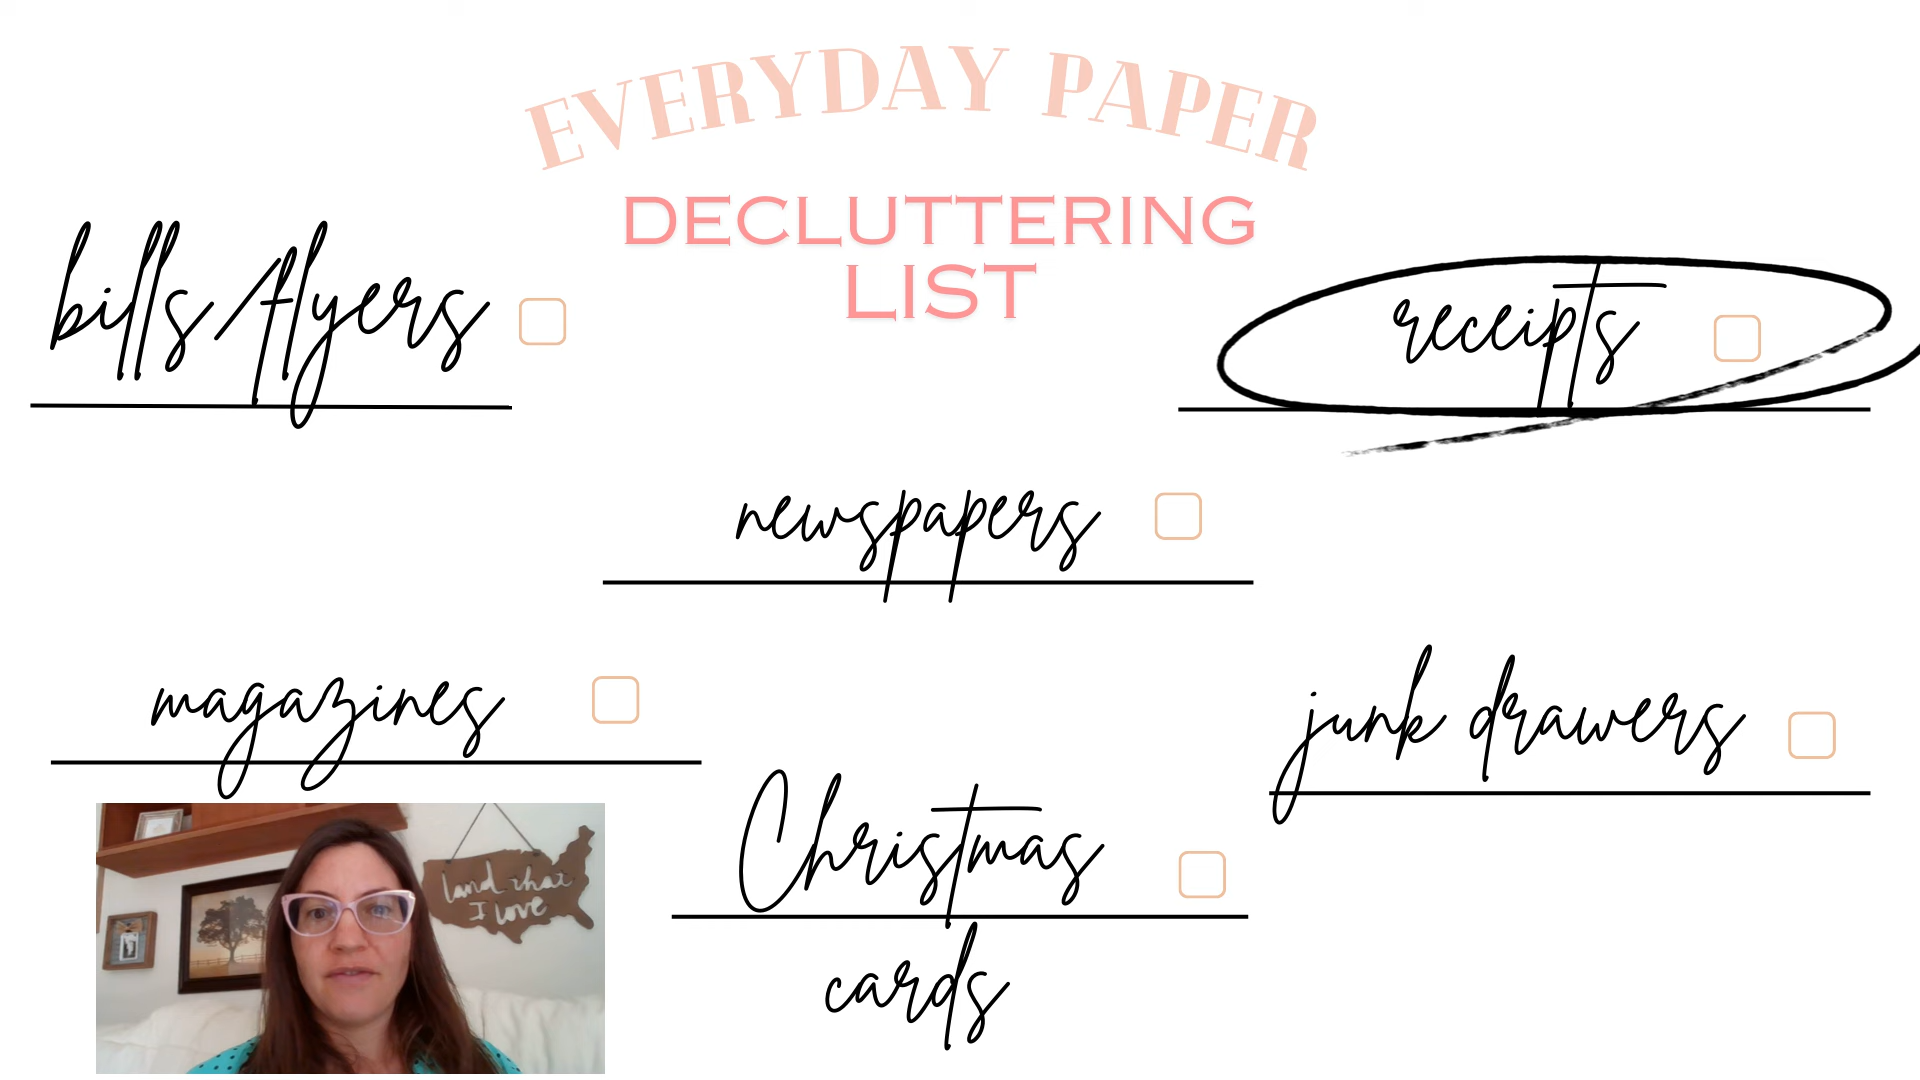 EVERYDAY PAPER
DECLUTTERING
LIST
bills/flyers
receipts
newspapers
magazines
junk drawers
Christmas
cards
land that
I love